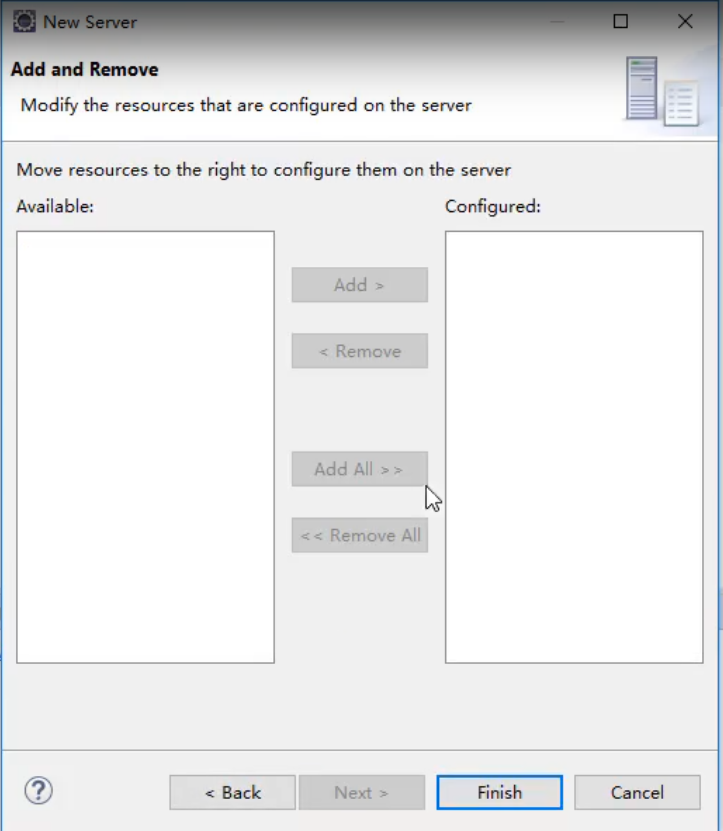 New Server
Add and Remove
Modify the resources that are configured on the server
Move resources to the right to configure them on the server
Available:
Configured:
Add >
< Remove
Add All >>
<< Remove All
?
< Back
Next >
Finish
Cancel